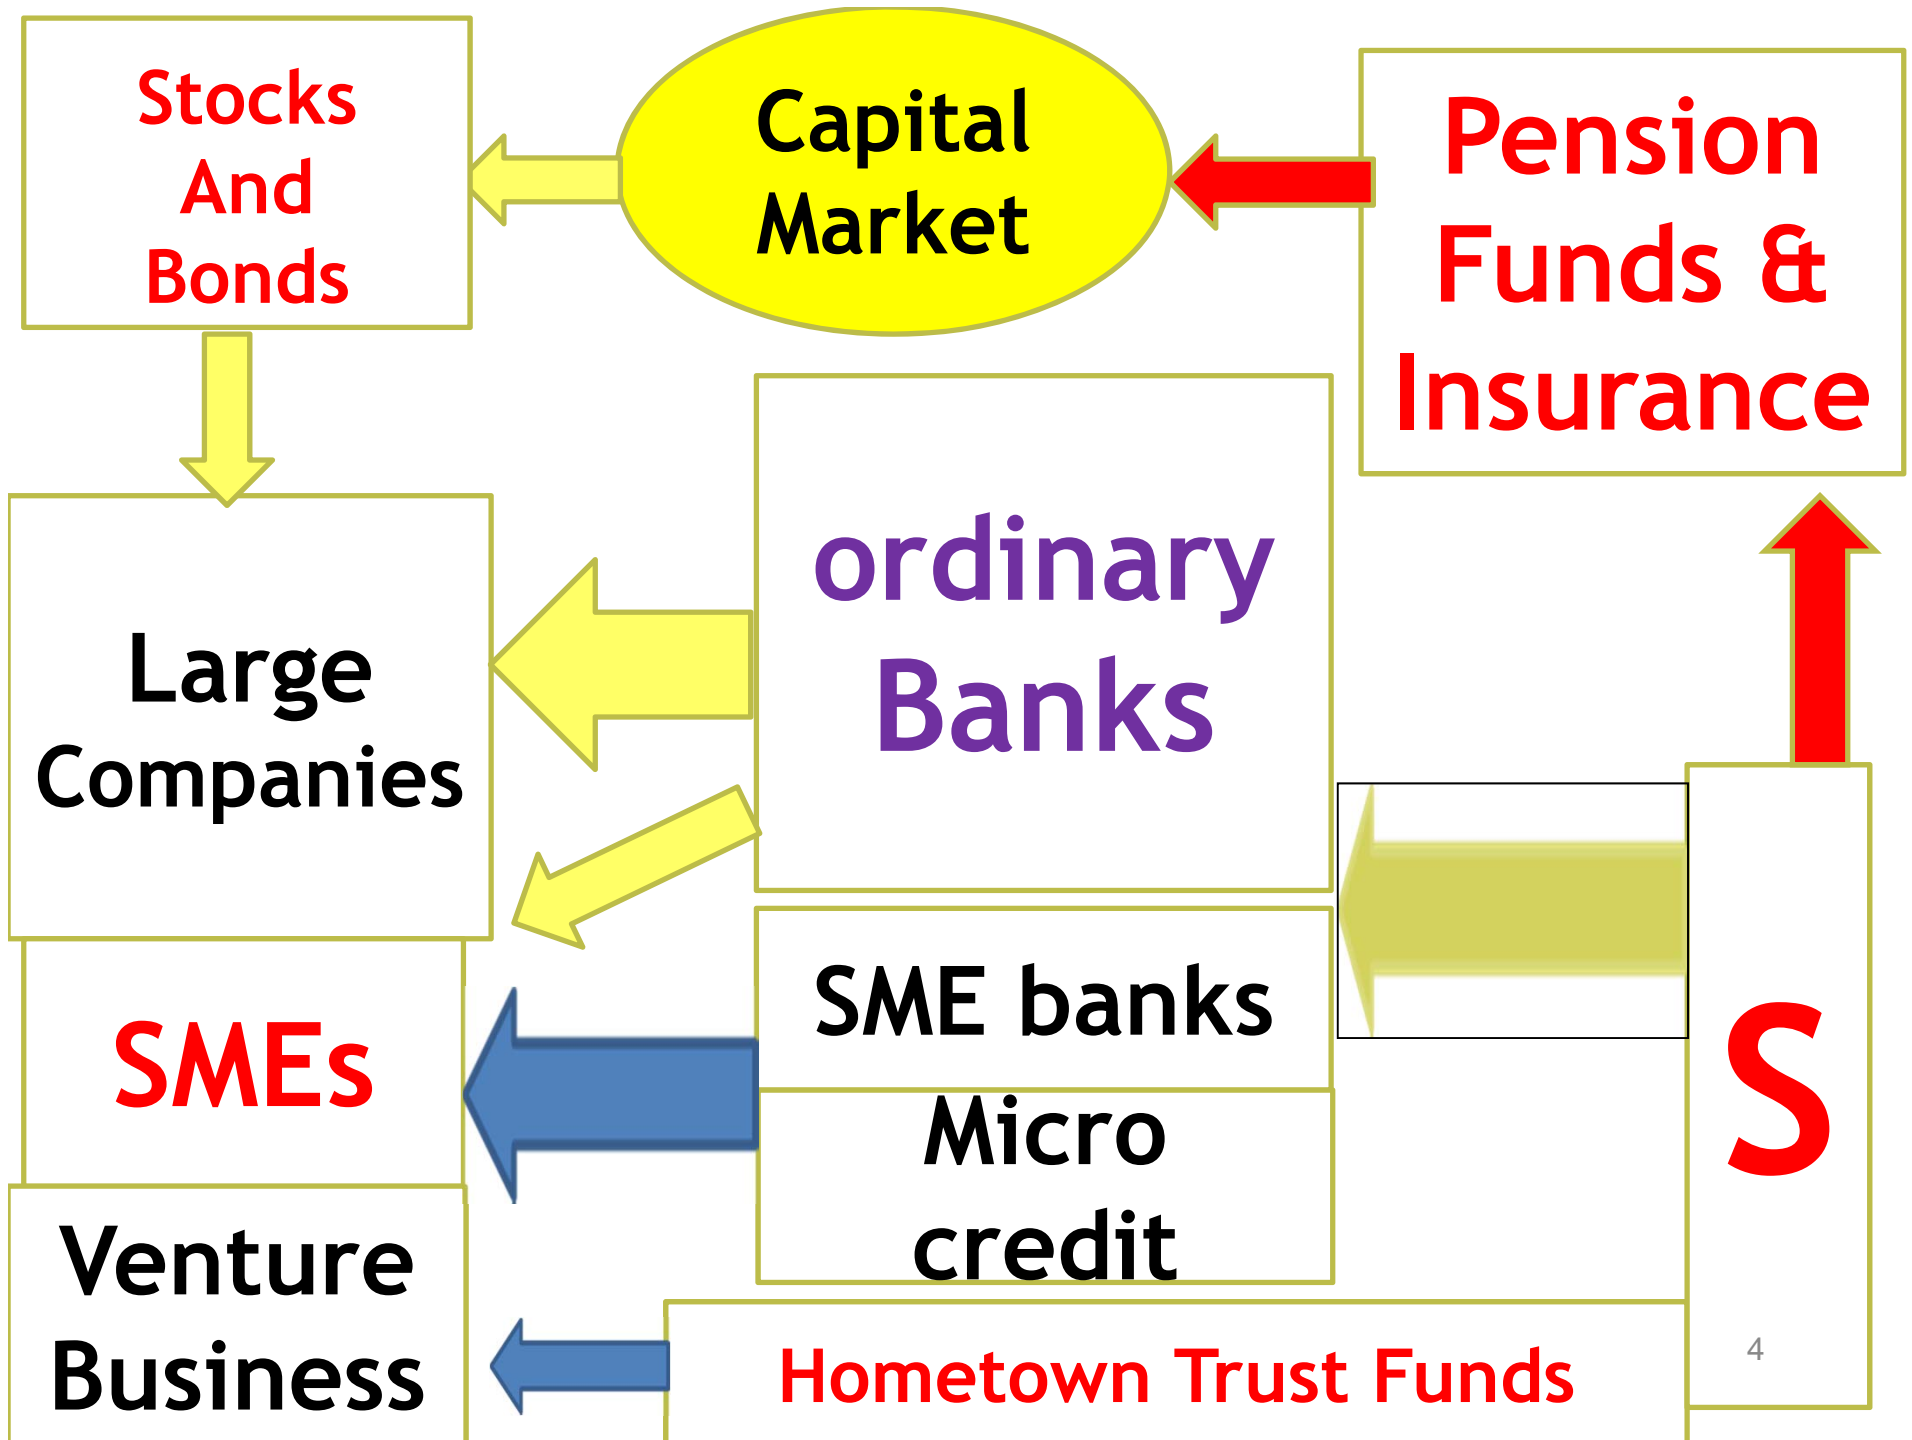 Stocks
And
Bonds
Capital
Market
Pension
Funds &
Insurance
Large
Companies
ordinary
Banks
SMEs
SME banks
Micro
credit
S
Venture
Business
Hometown Trust Funds
4